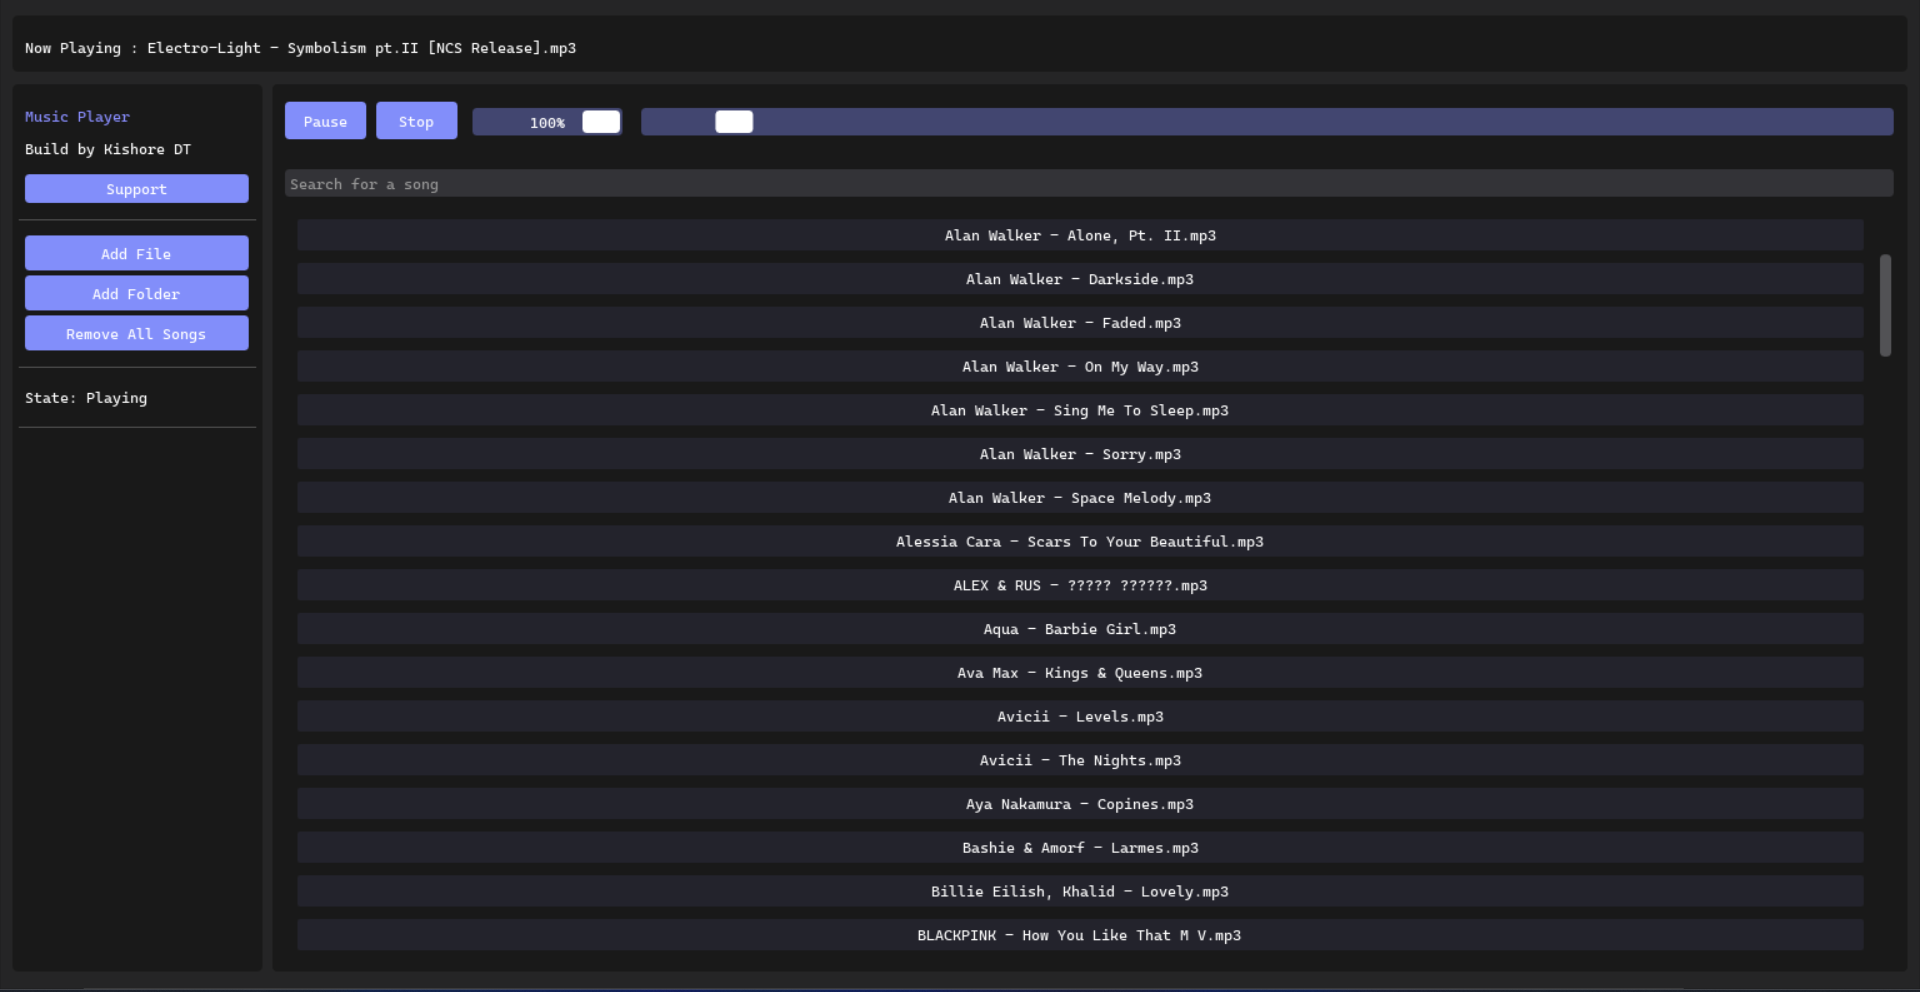 Now Playing : Electro-Light - Symbolism pt.II [NCS Release].mp3
Music Player
Build by Kishore DT
Support
Add File
Add Folder
Remove All Songs
State: Playing
Pause
Stop
100%
Search for a song
Alan Walker - Alone, Pt. II.mp3
Alan Walker - Darkside.mp3
Alan Walker - Faded.mp3
Alan Walker - On My Way.mp3
Alan Walker - Sing Me To Sleep.mp3
Alan Walker - Sorry.mp3
Alan Walker - Space Melody.mp3
Alessia Cara - Scars To Your Beautiful.mp3
ALEX & RUS - ????? ??????.mp3
Aqua - Barbie Girl.mp3
Ava Max - Kings & Queens.mp3
Avicii - Levels.mp3
Avicii - The Nights.mp3
Aya Nakamura - Copines.mp3
Bashie & Amorf - Larmes.mp3
Billie Eilish, Khalid - Lovely.mp3
BLACKPINK - How You Like That M V.mp3